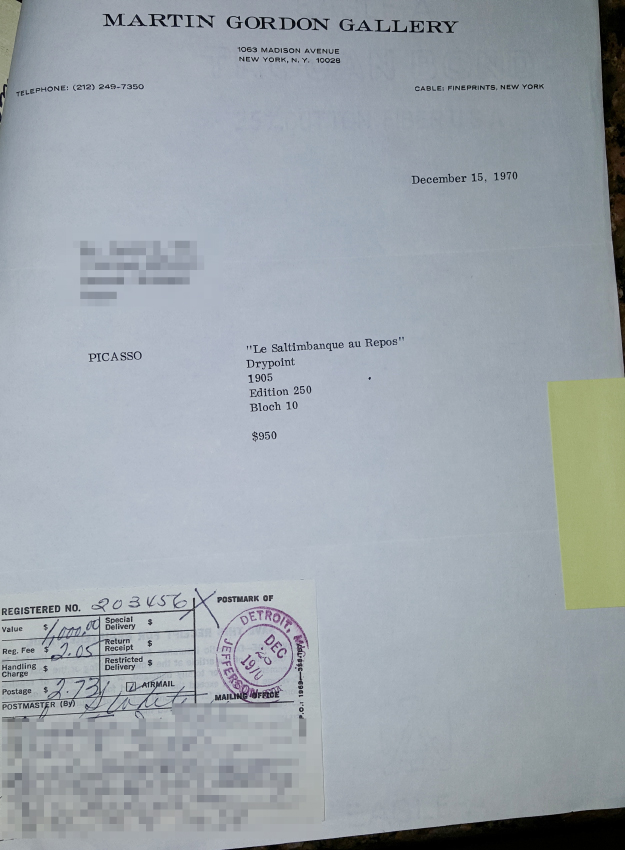 MARTIN GORDON GALLERY
1063 MADISON AVENUE
NEW YORK, N.Y. 10028
TELEPHONE: (212) 249-7350
CABLE: FINEPRINTS, NEW YORK
December 15, 1970
PICASSO
"Le Saltimbanque au Repos"
Drypoint
1905
Edition 250
Bloch 10
$950
REGISTERED NO. 203456
POSTMARK OF
Value $ 1,000.00
Special Delivery $
Reg. Fee $ 2.05
Return Receipt $
Handling Charge $
Restricted Delivery $
Postage $ 2.73
☑ AIRMAIL
POSTMASTER (By)
MAILING OFFICE
DETROIT,
JEFFERSON
DEC
1970